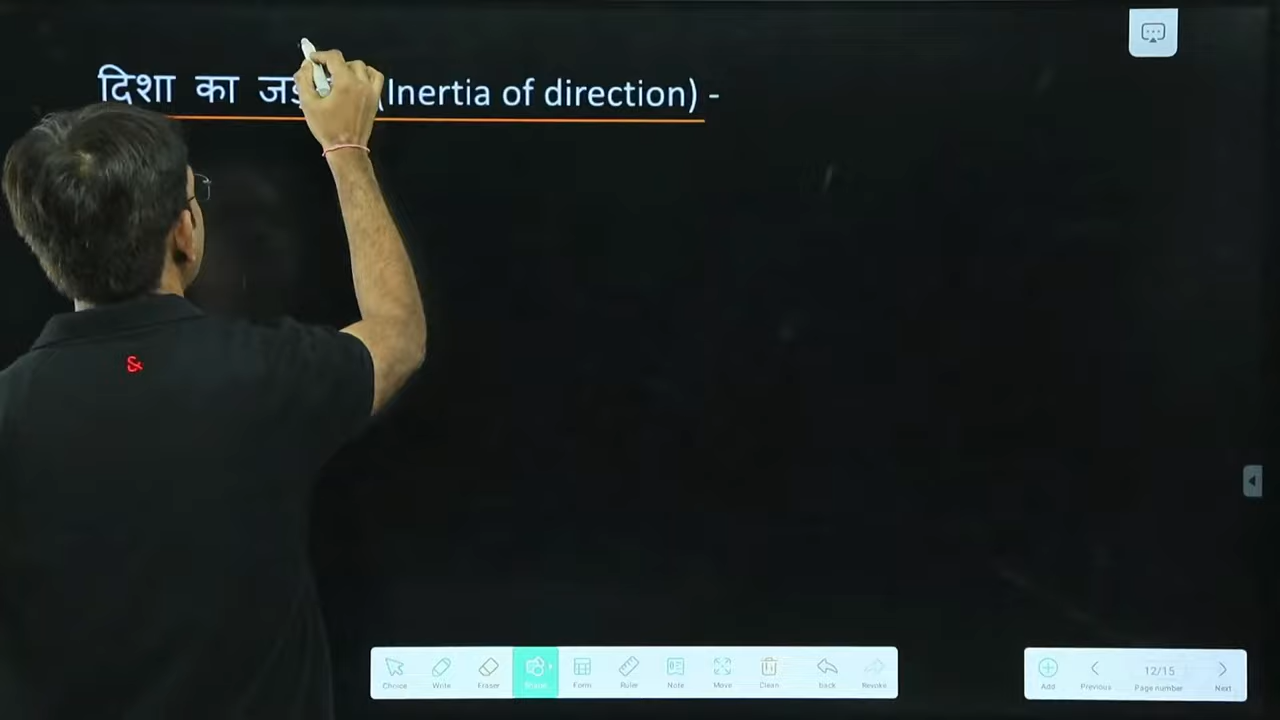 दिशा का (Inertia of direction) -
&
Choice Write Eraser Shape Form Ruler Note Move Clean back Revoke
Add Previous 12/15 Page number Next